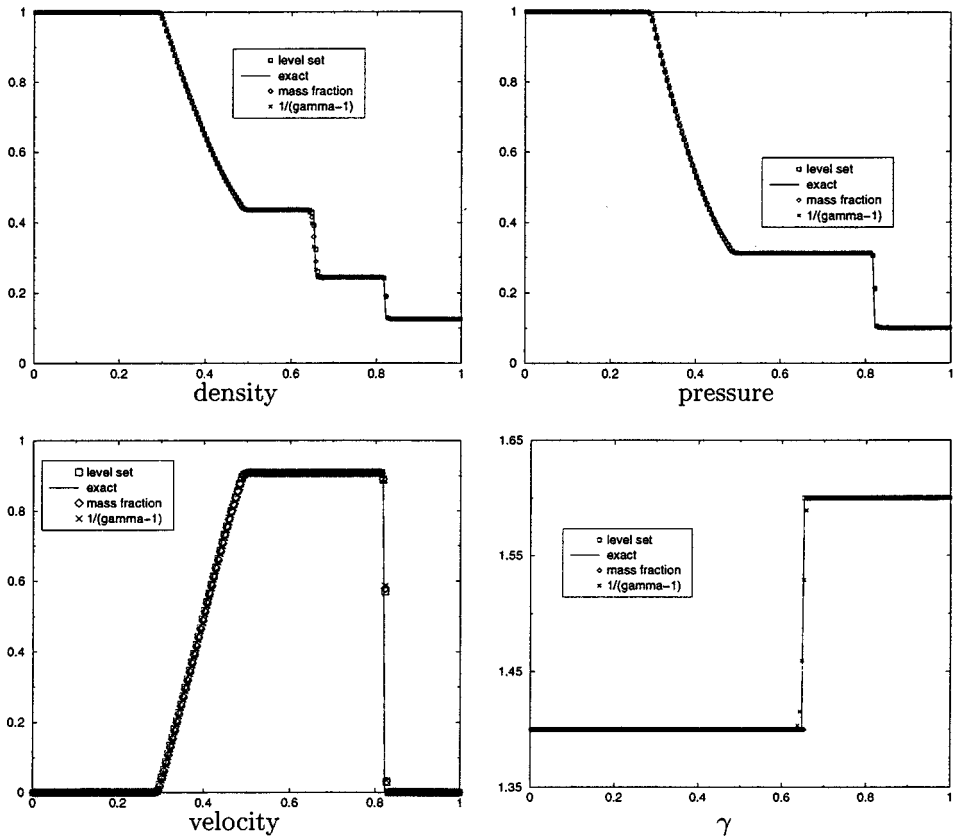 1
0.8
0.6
0.4
0.2
0
0 0.2 0.4 0.6 0.8 1
level set
exact
mass fraction
1/(gamma−1)
density
1
0.8
0.6
0.4
0.2
0
0 0.2 0.4 0.6 0.8 1
level set
exact
mass fraction
1/(gamma−1)
pressure
1
0.8
0.6
0.4
0.2
0
0 0.2 0.4 0.6 0.8 1
level set
exact
mass fraction
1/(gamma−1)
velocity
1.65
1.55
1.45
1.35
0 0.2 0.4 0.6 0.8 1
level set
exact
mass fraction
1/(gamma−1)
γ